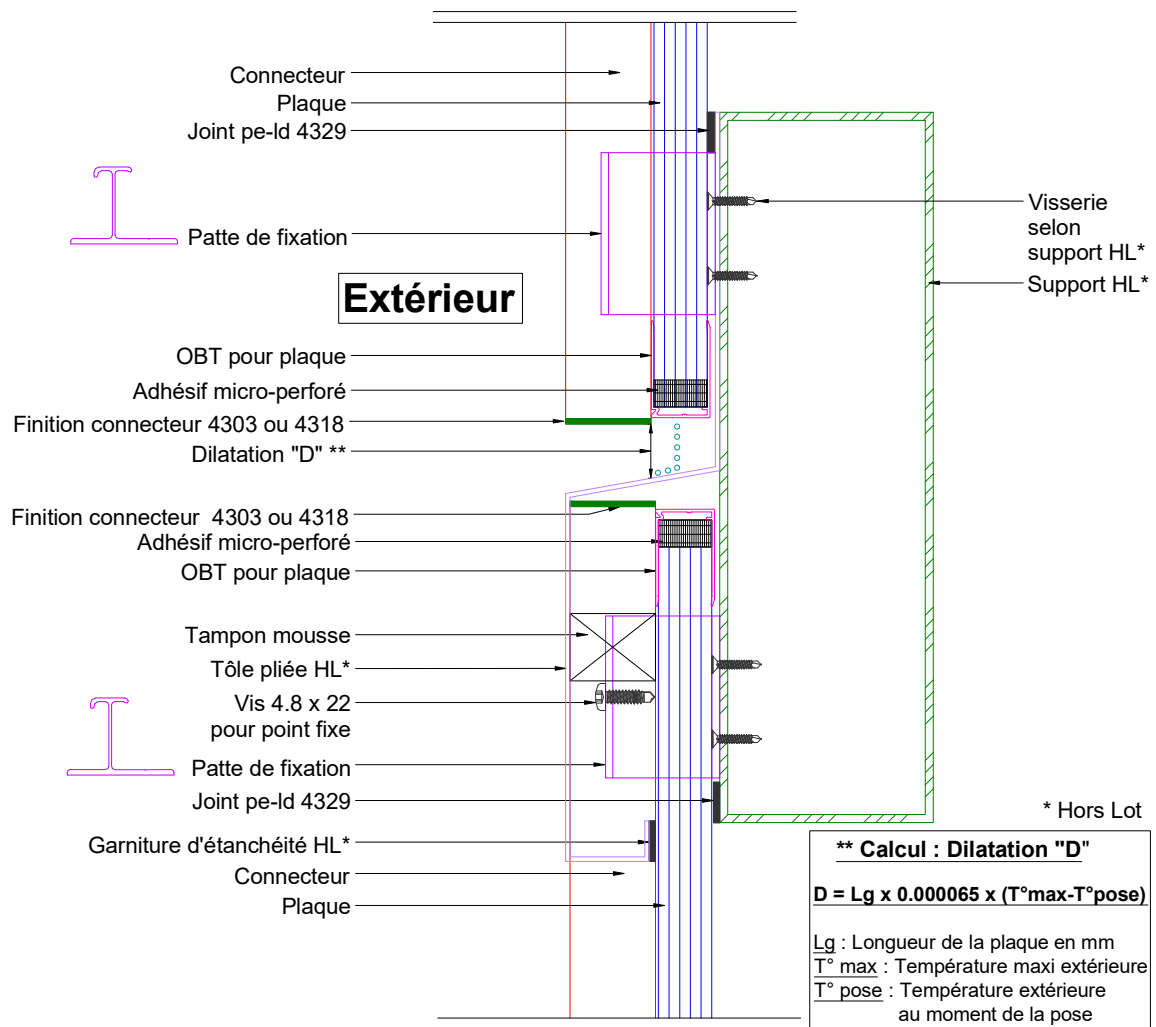 Connecteur
Plaque
Joint pe-ld 4329
Patte de fixation
Extérieur
Visserie
selon
support HL*
Support HL*
OBT pour plaque
Adhésif micro-perforé
Finition connecteur 4303 ou 4318
Dilatation "D" **
Finition connecteur 4303 ou 4318
Adhésif micro-perforé
OBT pour plaque
Tampon mousse
Tôle pliée HL*
Vis 4.8 x 22
pour point fixe
Patte de fixation
Joint pe-ld 4329
Garniture d'étanchéité HL*
Connecteur
Plaque
* Hors Lot
** Calcul : Dilatation "D"
D = Lg x 0.000065 x (T°max-T°pose)
Lg : Longueur de la plaque en mm
T° max : Température maxi extérieure
T° pose : Température extérieure
au moment de la pose